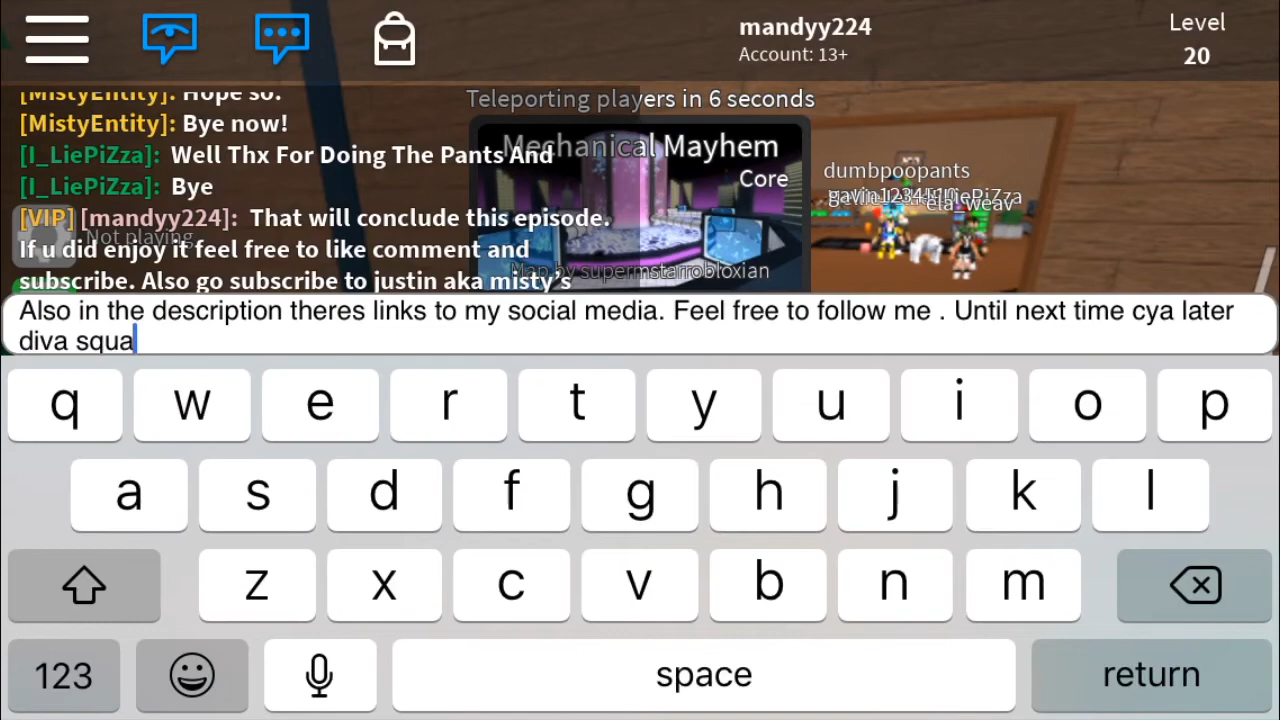 mandyy224
Account: 13+
Level
20
[MistyEntity]: Hope so!
[MistyEntity]: Bye now!
[I_LiePiZza]: Well Thx For Doing The Pants And
[I_LiePiZza]: Bye
[VIP] [mandyy224]: That will conclude this episode.
If u did enjoy it feel free to like comment and
subscribe. Also go subscribe to justin aka misty's
Not playing
Teleporting players in 6 seconds
Mechanical Mayhem
Core
Map by supermstarrobloxian
dumbpoopants
Also in the description theres links to my social media. Feel free to follow me . Until next time cya later
diva squa
q w e r t y u i o p
a s d f g h j k l
z x c v b n m
123 space return